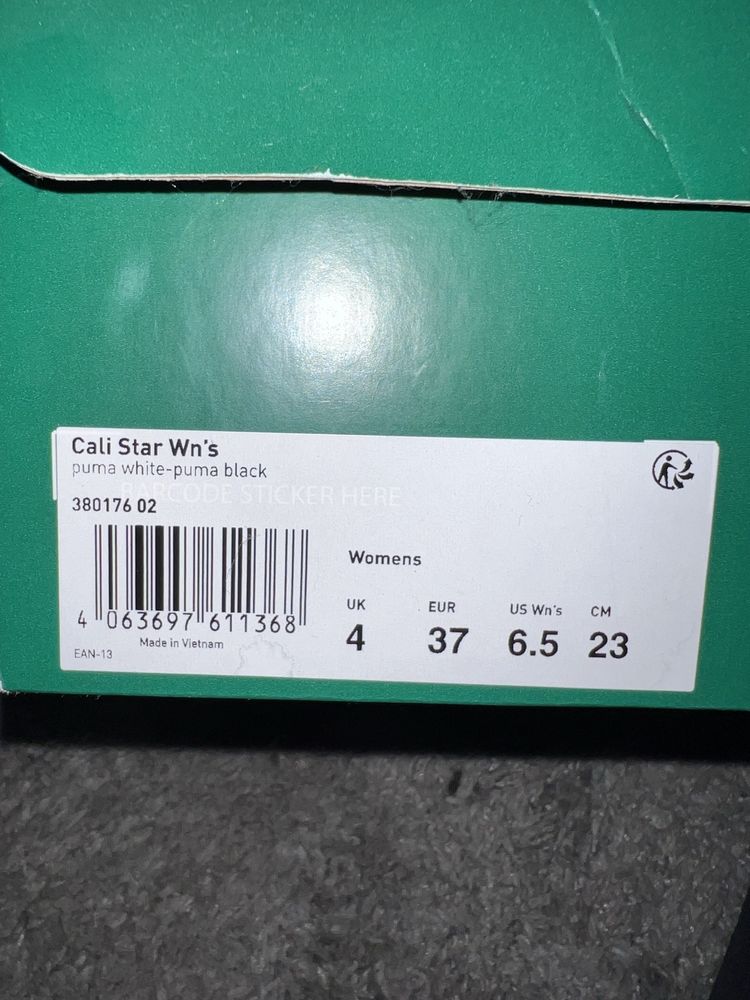 Cali Star Wn's
puma white-puma black
BARCODE STICKER HERE
380176 02
4 063697 611368
Made in Vietnam
EAN-13
Womens
UK EUR US Wn's CM
4 37 6.5 23